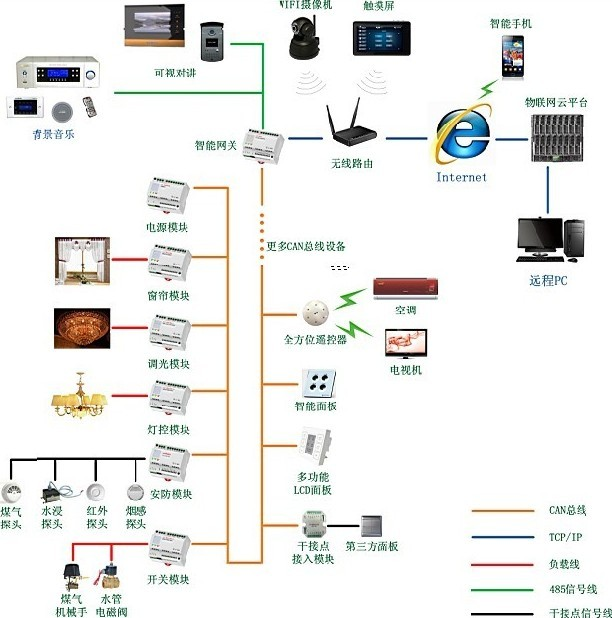 WIFI摄像机
触摸屏
智能手机
可视对讲
背景音乐
智能网关
无线路由
Internet
物联网云平台
远程PC
电源模块
更多CAN总线设备
窗帘模块
空调
全方位遥控器
调光模块
电视机
智能面板
灯控模块
多功能
LCD面板
安防模块
煤气
探头
水浸
探头
红外
探头
烟感
探头
干接点
接入模块
第三方面板
开关模块
煤气
机械手
水管
电磁阀
CAN总线
TCP/IP
负载线
485信号线
干接点信号线